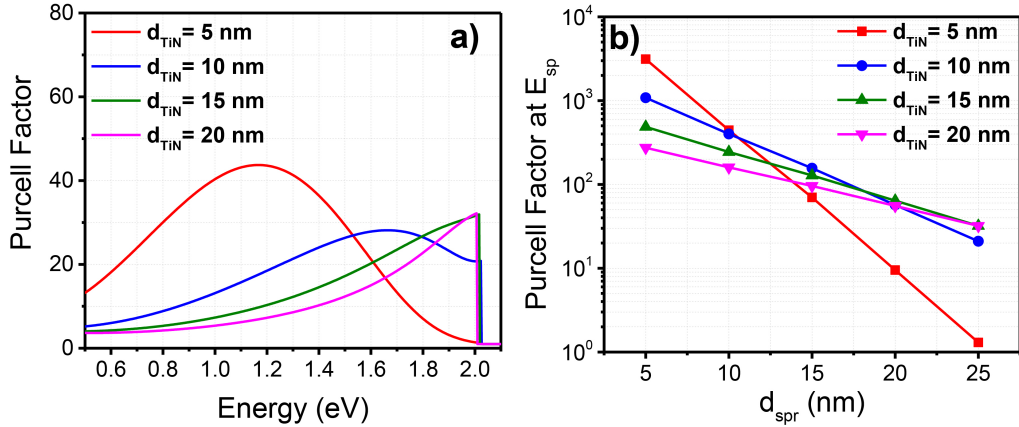 80
60
40
20
0
Purcell Factor
d_TiN= 5 nm
d_TiN= 10 nm
d_TiN= 15 nm
d_TiN= 20 nm
a)
0.6 0.8 1.0 1.2 1.4 1.6 1.8 2.0
Energy (eV)
10^4
10^3
10^2
10^1
10^0
Purcell Factor at E_sp
b)
d_TiN= 5 nm
d_TiN= 10 nm
d_TiN= 15 nm
d_TiN= 20 nm
5 10 15 20 25
d_spr (nm)